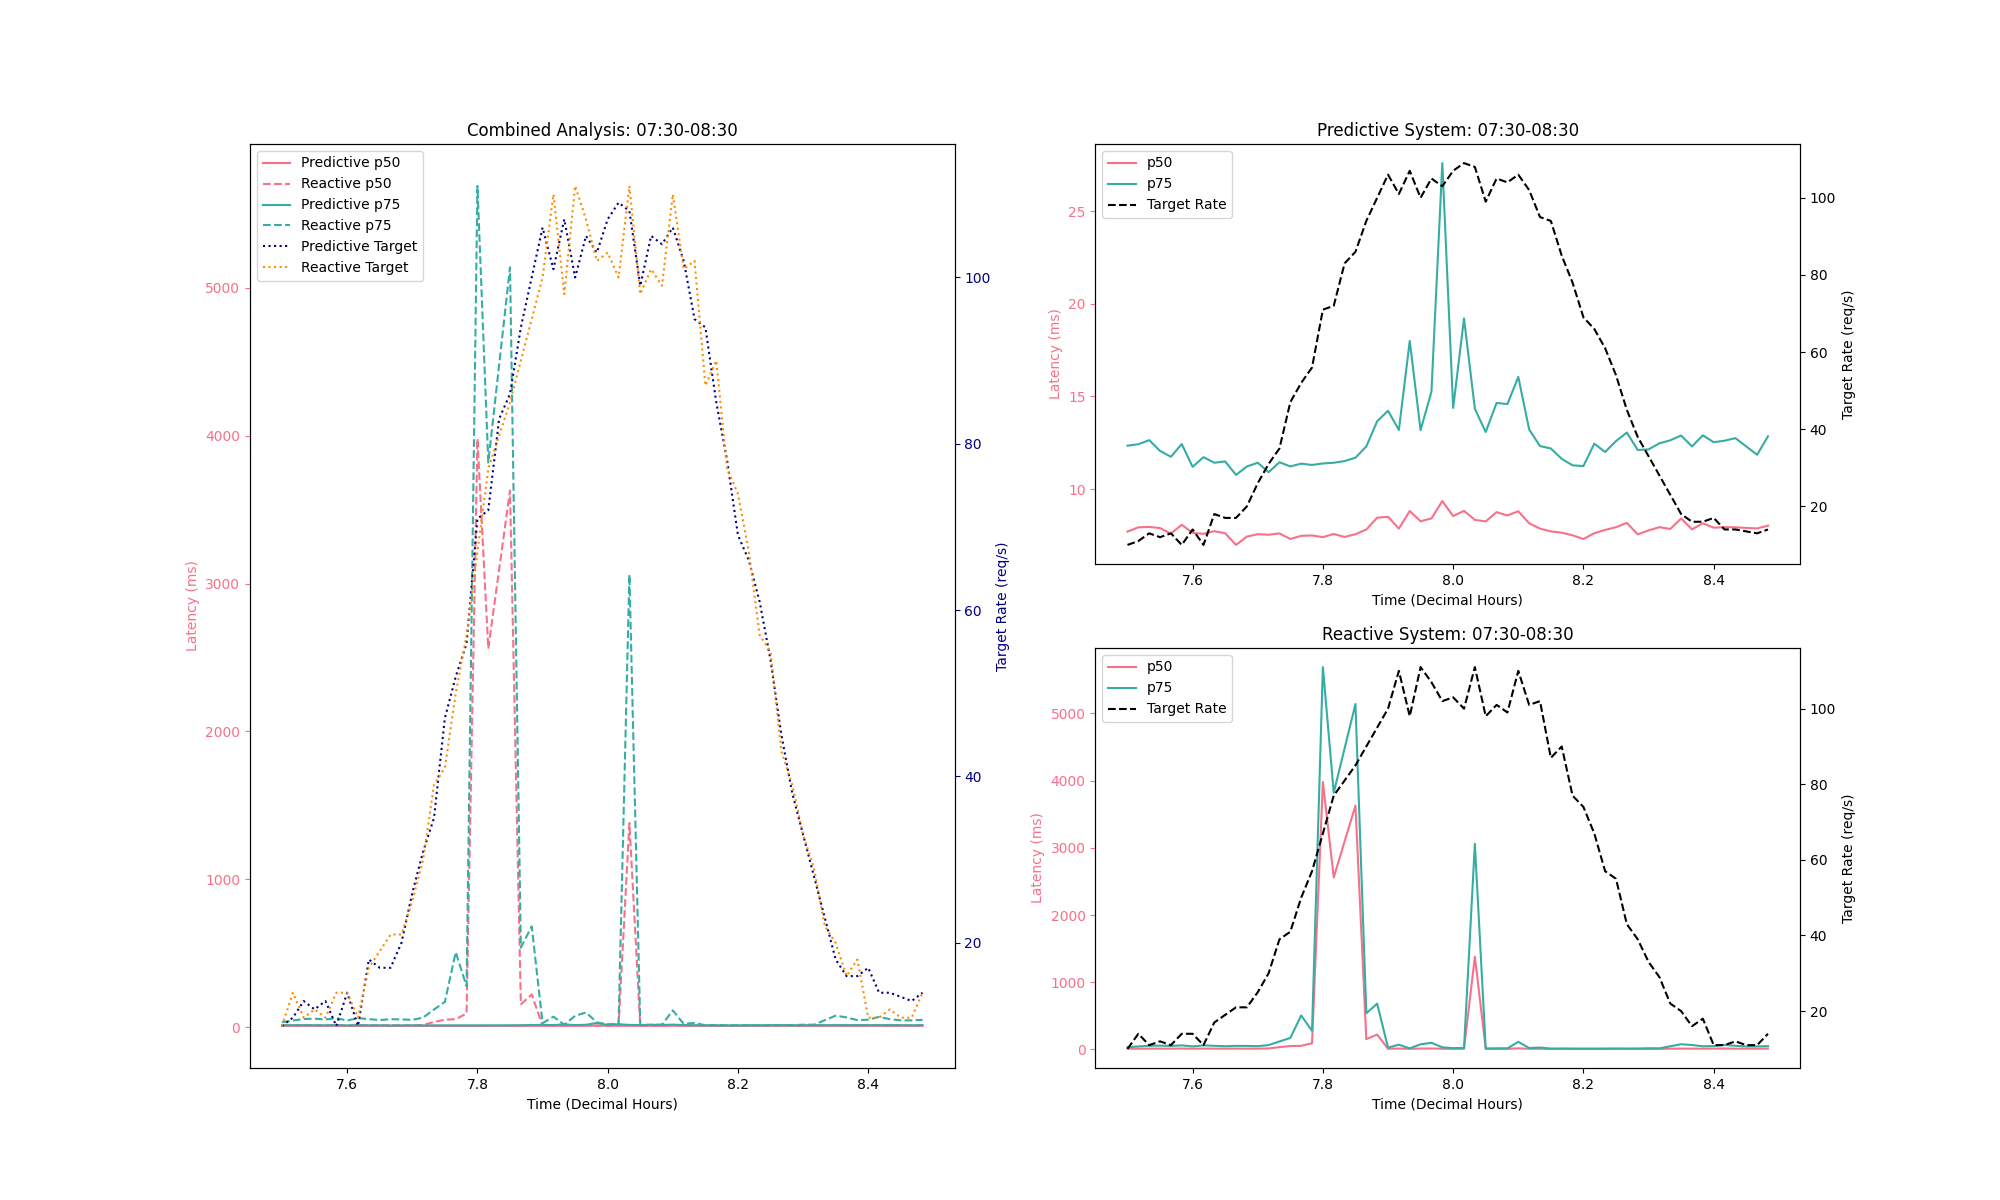 Combined Analysis: 07:30-08:30
Predictive p50
Reactive p50
Predictive p75
Reactive p75
Predictive Target
Reactive Target
5000
4000
3000
2000
1000
0
Latency (ms)
100
80
60
40
20
Target Rate (req/s)
7.6 7.8 8.0 8.2 8.4
Time (Decimal Hours)
Predictive System: 07:30-08:30
p50
p75
Target Rate
25
20
15
10
Latency (ms)
100
80
60
40
20
Target Rate (req/s)
7.6 7.8 8.0 8.2 8.4
Time (Decimal Hours)
Reactive System: 07:30-08:30
p50
p75
Target Rate
5000
4000
3000
2000
1000
0
Latency (ms)
100
80
60
40
20
Target Rate (req/s)
7.6 7.8 8.0 8.2 8.4
Time (Decimal Hours)